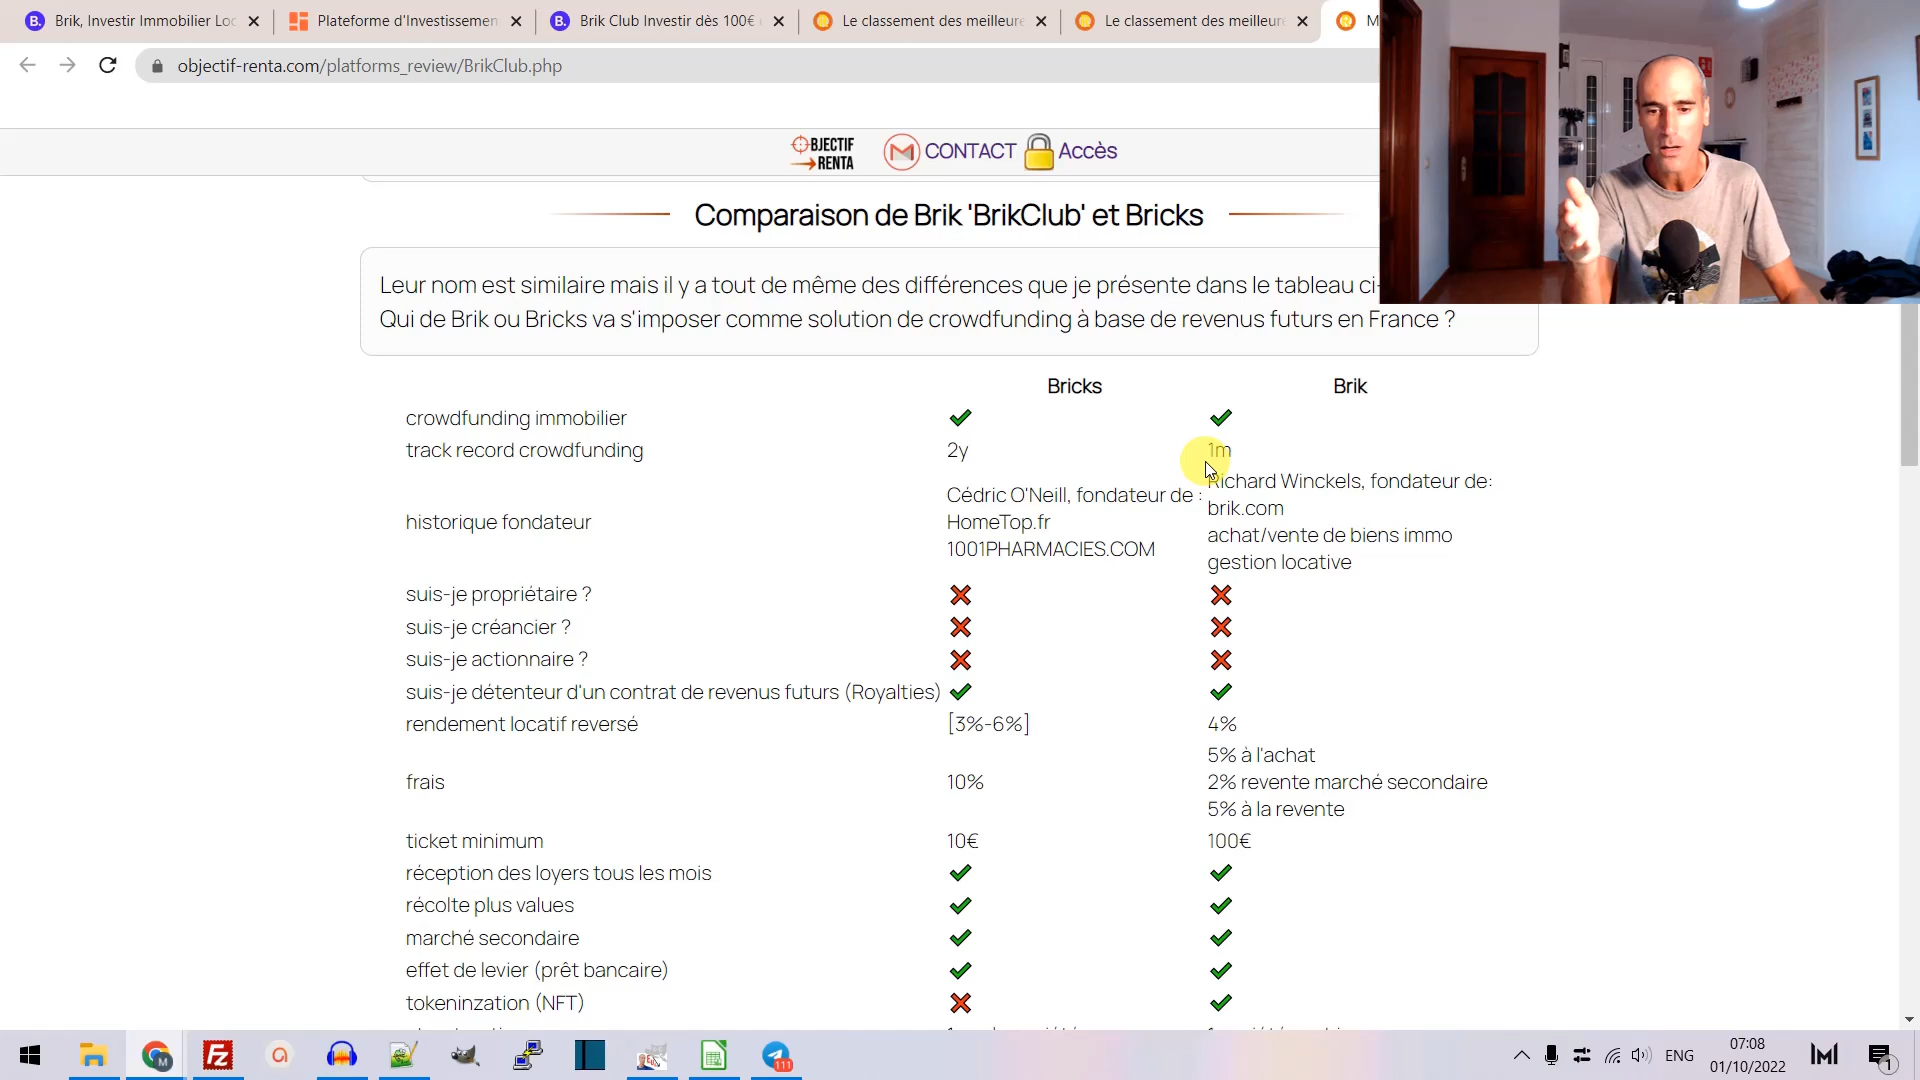 Brik, Investir Immobilier Loc
Plateforme d'Investissemen
Brik Club Investir dès 100€
Le classement des meilleure
Le classement des meilleure
M
objectif-renta.com/platforms_review/BrikClub.php
OBJECTIF
RENTA
CONTACT
Accès
Comparaison de Brik 'BrikClub' et Bricks
Leur nom est similaire mais il y a tout de même des différences que je présente dans le tableau ci-
Qui de Brik ou Bricks va s'imposer comme solution de crowdfunding à base de revenus futurs en France ?
Bricks Brik
crowdfunding immobilier ✔ ✔
track record crowdfunding 2y 1m
historique fondateur
Cédric O'Neill, fondateur de :
HomeTop.fr
1001PHARMACIES.COM
Richard Winckels, fondateur de:
brik.com
achat/vente de biens immo
gestion locative
suis-je propriétaire ? ❌ ❌
suis-je créancier ? ❌ ❌
suis-je actionnaire ? ❌ ❌
suis-je détenteur d'un contrat de revenus futurs (Royalties) ✔ ✔
rendement locatif reversé [3%-6%] 4%
frais 10%
5% à l'achat
2% revente marché secondaire
5% à la revente
ticket minimum 10€ 100€
réception des loyers tous les mois ✔ ✔
récolte plus values ✔ ✔
marché secondaire ✔ ✔
effet de levier (prêt bancaire) ✔ ✔
tokeninzation (NFT) ❌ ✔
111
ENG
07:08
01/10/2022
1